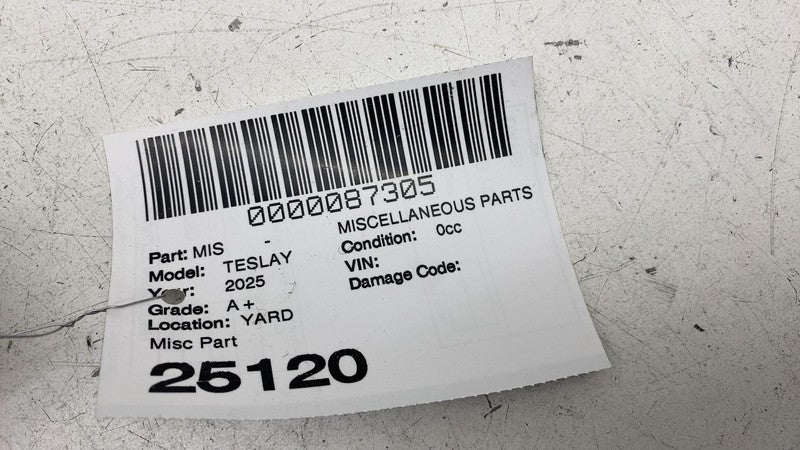 0000087305
Part: MIS - MISCELLANEOUS PARTS
Model: TESLAY Condition: 0cc
Year: 2025 VIN:
Grade: A+ Damage Code:
Location: YARD
Misc Part
25120